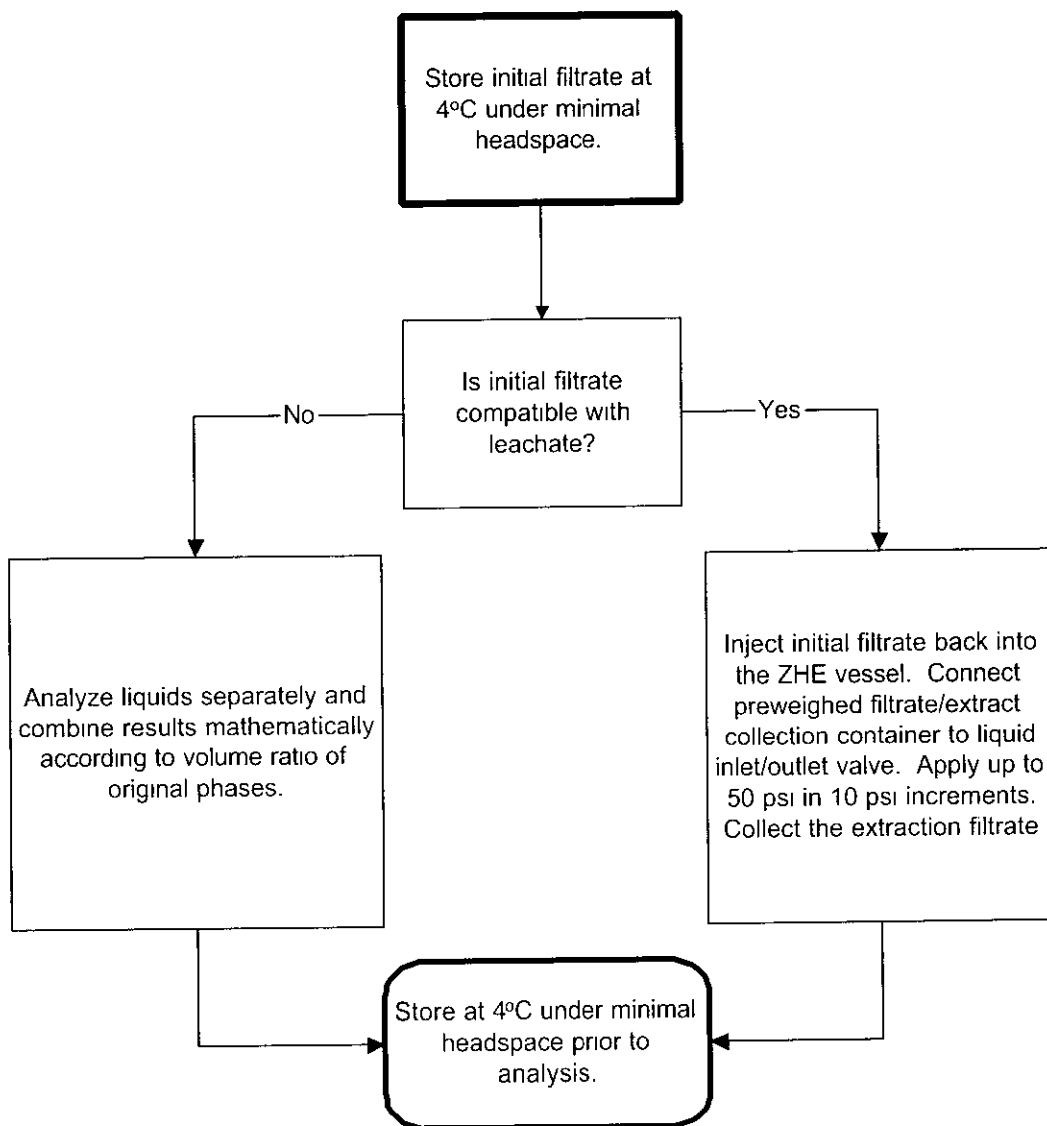 Store initial filtrate at
4ºC under minimal
headspace.
Is initial filtrate
compatible with
leachate?
No
Yes
Analyze liquids separately and
combine results mathematically
according to volume ratio of
original phases.
Inject initial filtrate back into
the ZHE vessel. Connect
preweighed filtrate/extract
collection container to liquid
inlet/outlet valve. Apply up to
50 psi in 10 psi increments.
Collect the extraction filtrate
Store at 4ºC under minimal
headspace prior to
analysis.